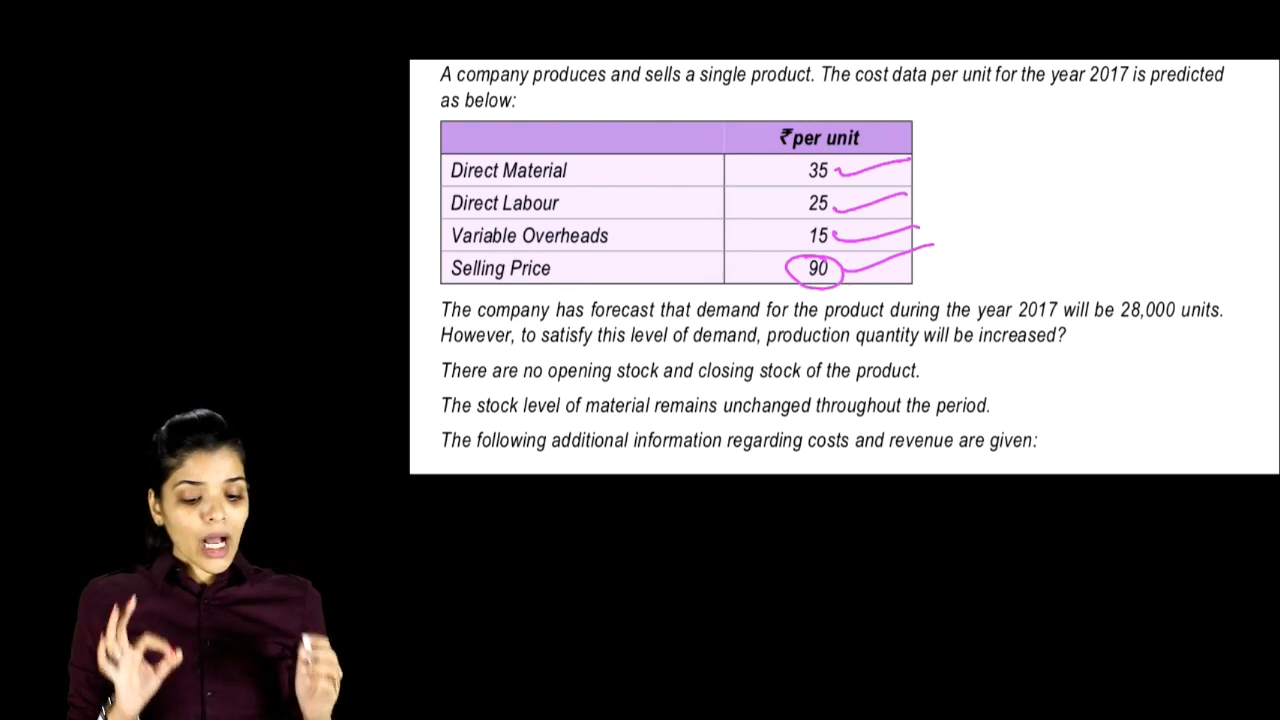 A company produces and sells a single product. The cost data per unit for the year 2017 is predicted
as below:
₹ per unit
Direct Material 35
Direct Labour 25
Variable Overheads 15
Selling Price 90
The company has forecast that demand for the product during the year 2017 will be 28,000 units.
However, to satisfy this level of demand, production quantity will be increased?
There are no opening stock and closing stock of the product.
The stock level of material remains unchanged throughout the period.
The following additional information regarding costs and revenue are given: